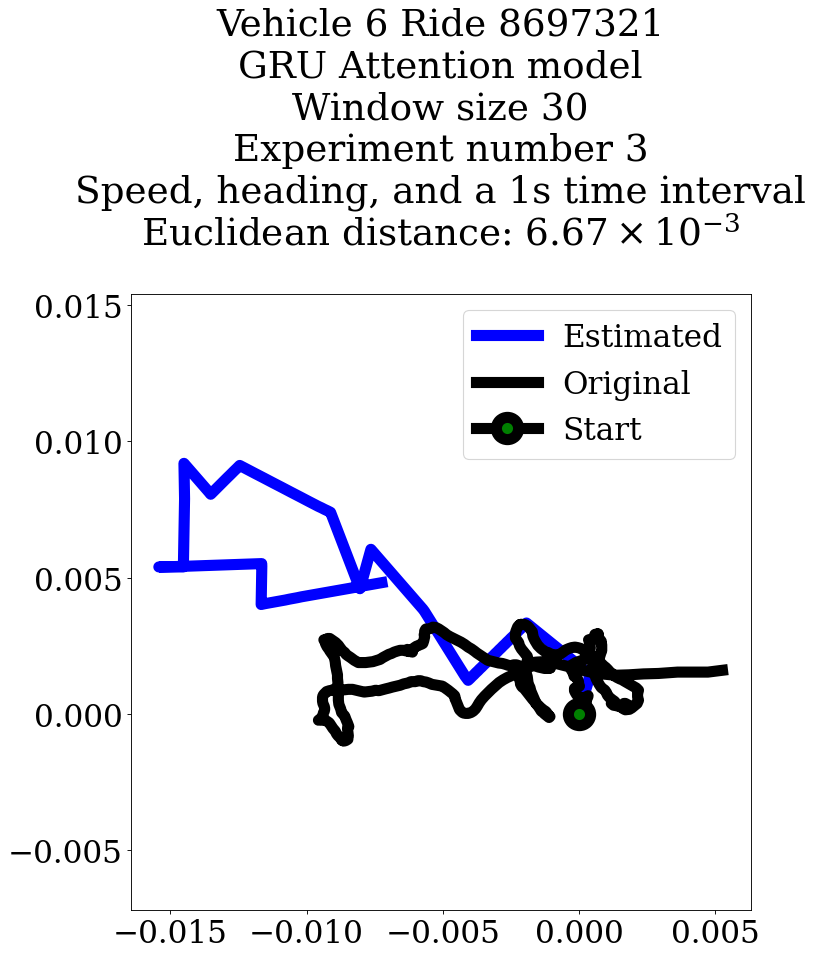 Vehicle 6 Ride 8697321
GRU Attention model
Window size 30
Experiment number 3
Speed, heading, and a 1s time interval
Euclidean distance: 6.67 × 10⁻³
0.015
0.010
0.005
0.000
−0.005
Estimated
Original
Start
−0.015 −0.010 −0.005 0.000 0.005